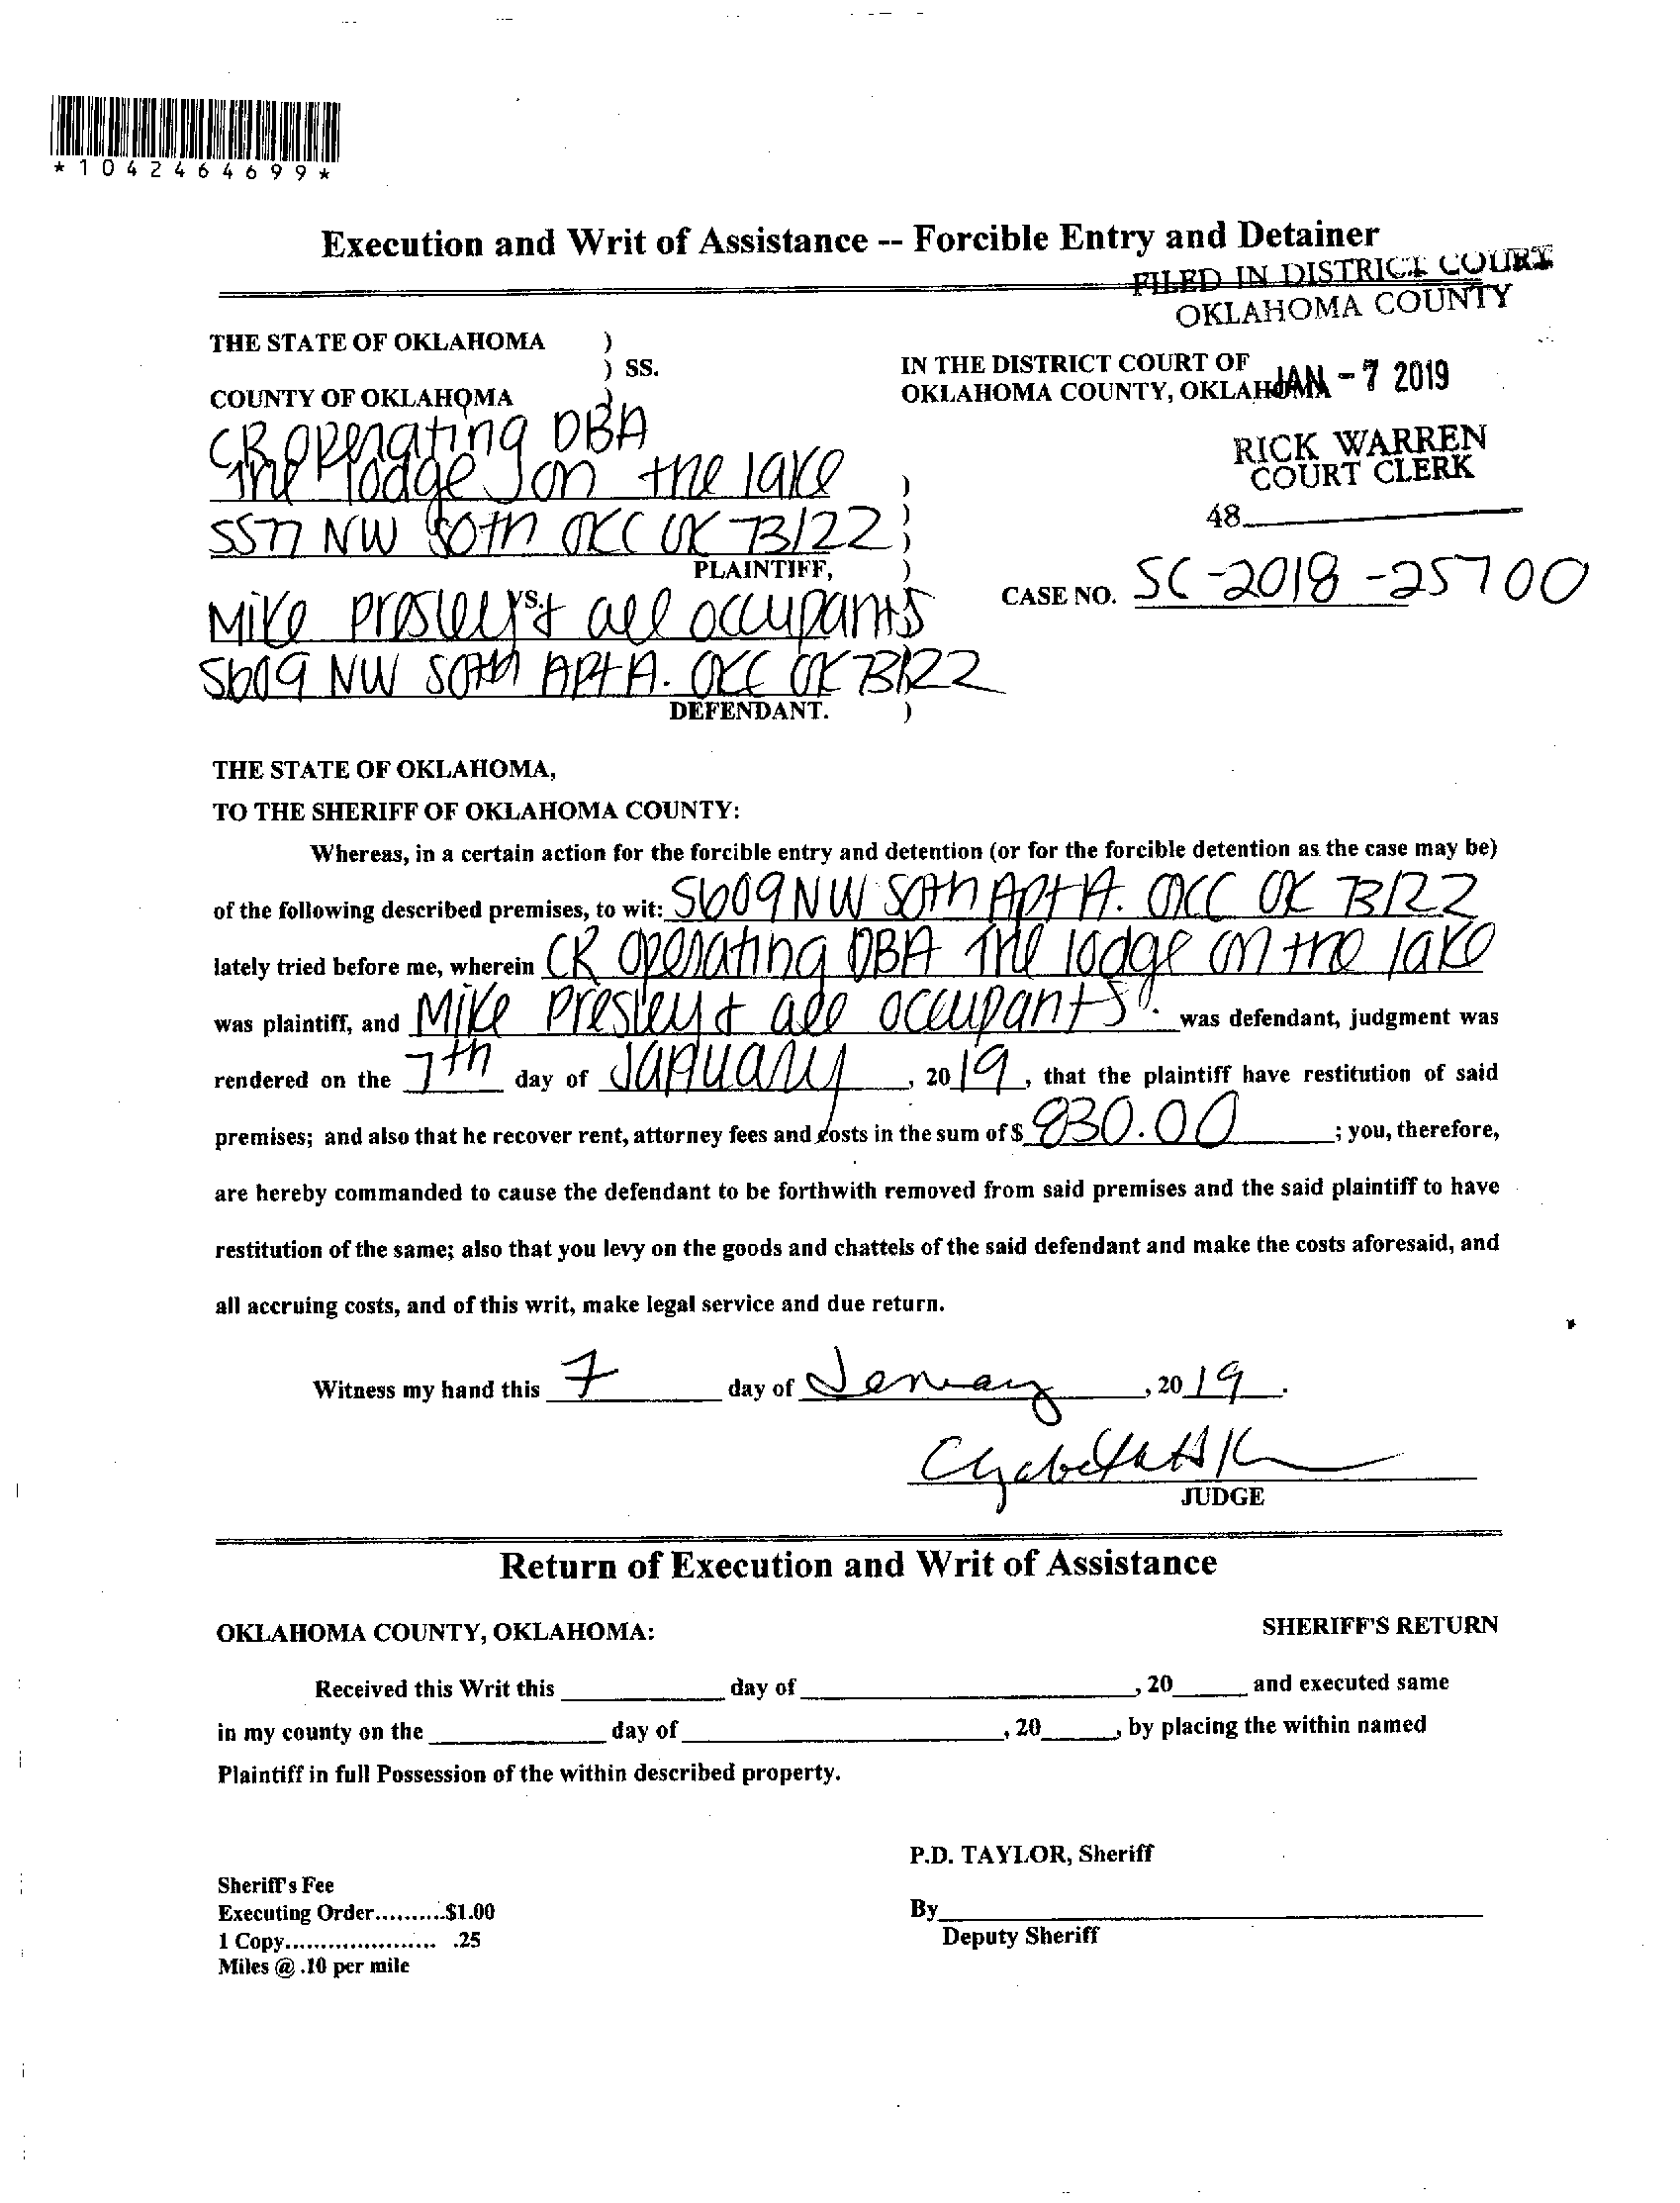 *1042464699*
Execution and Writ of Assistance -- Forcible Entry and Detainer
FILED IN DISTRICT COURT
OKLAHOMA COUNTY
THE STATE OF OKLAHOMA )
) SS.
COUNTY OF OKLAHOMA )
IN THE DISTRICT COURT OF
OKLAHOMA COUNTY, OKLAHOMA
JAN - 7 2019
RICK WARREN
COURT CLERK
48
CR operating DBA
The lodge on the lake )
5577 NW 50th OKC OK 73122 )
PLAINTIFF, )
vs.
CASE NO. SC-2018-25700
Mike Presley & all occupants
5609 NW 50th Apt A. OKC OK 73122
DEFENDANT. )
THE STATE OF OKLAHOMA,
TO THE SHERIFF OF OKLAHOMA COUNTY:
Whereas, in a certain action for the forcible entry and detention (or for the forcible detention as the case may be)
of the following described premises, to wit: 5609 NW 50th Apt A. OKC OK 73122
lately tried before me, wherein CR operating DBA The lodge on the lake
was plaintiff, and Mike Presley & all occupants. was defendant, judgment was
rendered on the 7th day of January, 2019, that the plaintiff have restitution of said
premises; and also that he recover rent, attorney fees and costs in the sum of $ 830.00 ; you, therefore,
are hereby commanded to cause the defendant to be forthwith removed from said premises and the said plaintiff to have
restitution of the same; also that you levy on the goods and chattels of the said defendant and make the costs aforesaid, and
all accruing costs, and of this writ, make legal service and due return.
Witness my hand this 7 day of January, 2019.
JUDGE
Return of Execution and Writ of Assistance
OKLAHOMA COUNTY, OKLAHOMA: SHERIFF'S RETURN
Received this Writ this ____ day of ____, 20____ and executed same
in my county on the ____ day of ____, 20____, by placing the within named
Plaintiff in full Possession of the within described property.
P.D. TAYLOR, Sheriff
Sheriff's Fee
Executing Order..........$1.00
By
1 Copy..................... .25
Deputy Sheriff
Miles @ .10 per mile